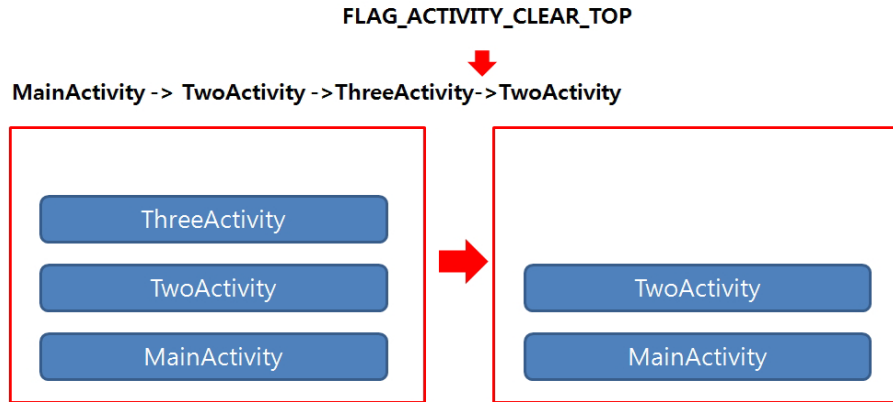 FLAG_ACTIVITY_CLEAR_TOP
MainActivity -> TwoActivity ->ThreeActivity->TwoActivity
ThreeActivity
TwoActivity
MainActivity
TwoActivity
MainActivity